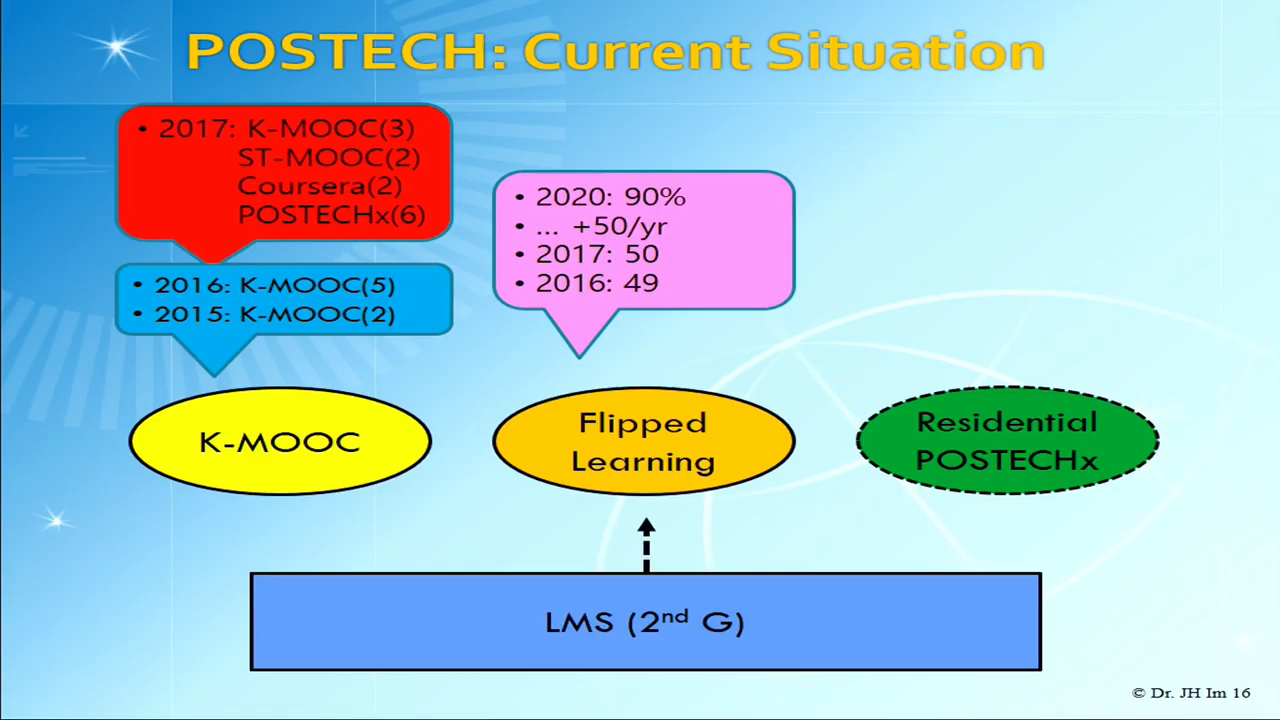 POSTECH: Current Situation
• 2017: K-MOOC(3)
ST-MOOC(2)
Coursera(2)
POSTECHx(6)
• 2016: K-MOOC(5)
• 2015: K-MOOC(2)
• 2020: 90%
• ... +50/yr
• 2017: 50
• 2016: 49
K-MOOC
Flipped
Learning
Residential
POSTECHx
LMS (2nd G)
© Dr. JH Im 16